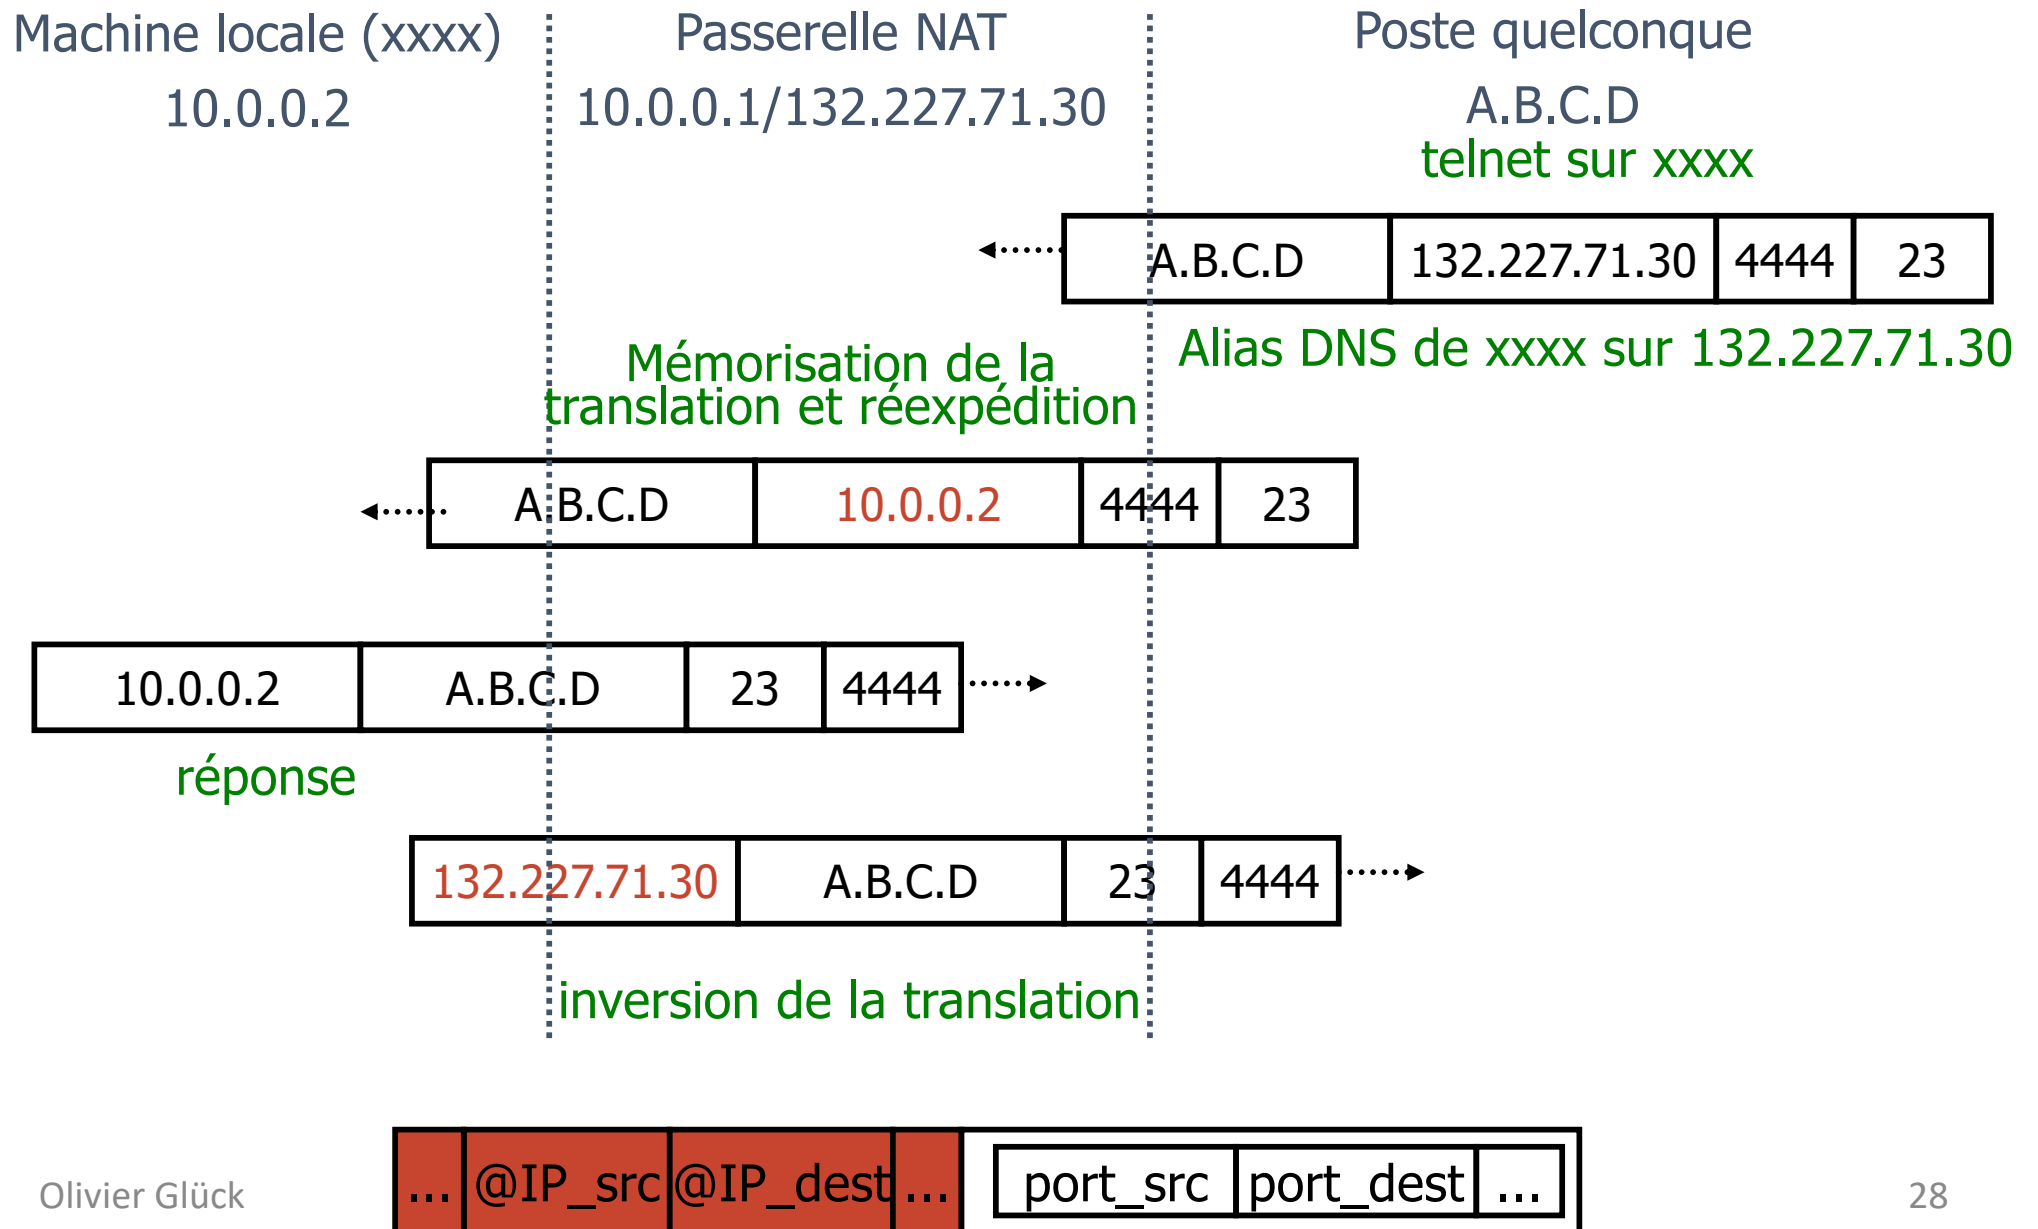 Machine locale (xxxx)
10.0.0.2
Passerelle NAT
10.0.0.1/132.227.71.30
Poste quelconque
A.B.C.D
telnet sur xxxx
A.B.C.D 132.227.71.30 4444 23
Alias DNS de xxxx sur 132.227.71.30
Mémorisation de la
translation et réexpédition
A.B.C.D 10.0.0.2 4444 23
10.0.0.2 A.B.C.D 23 4444
réponse
132.227.71.30 A.B.C.D 23 4444
inversion de la translation
... @IP_src @IP_dest ... port_src port_dest ...
Olivier Glück
28